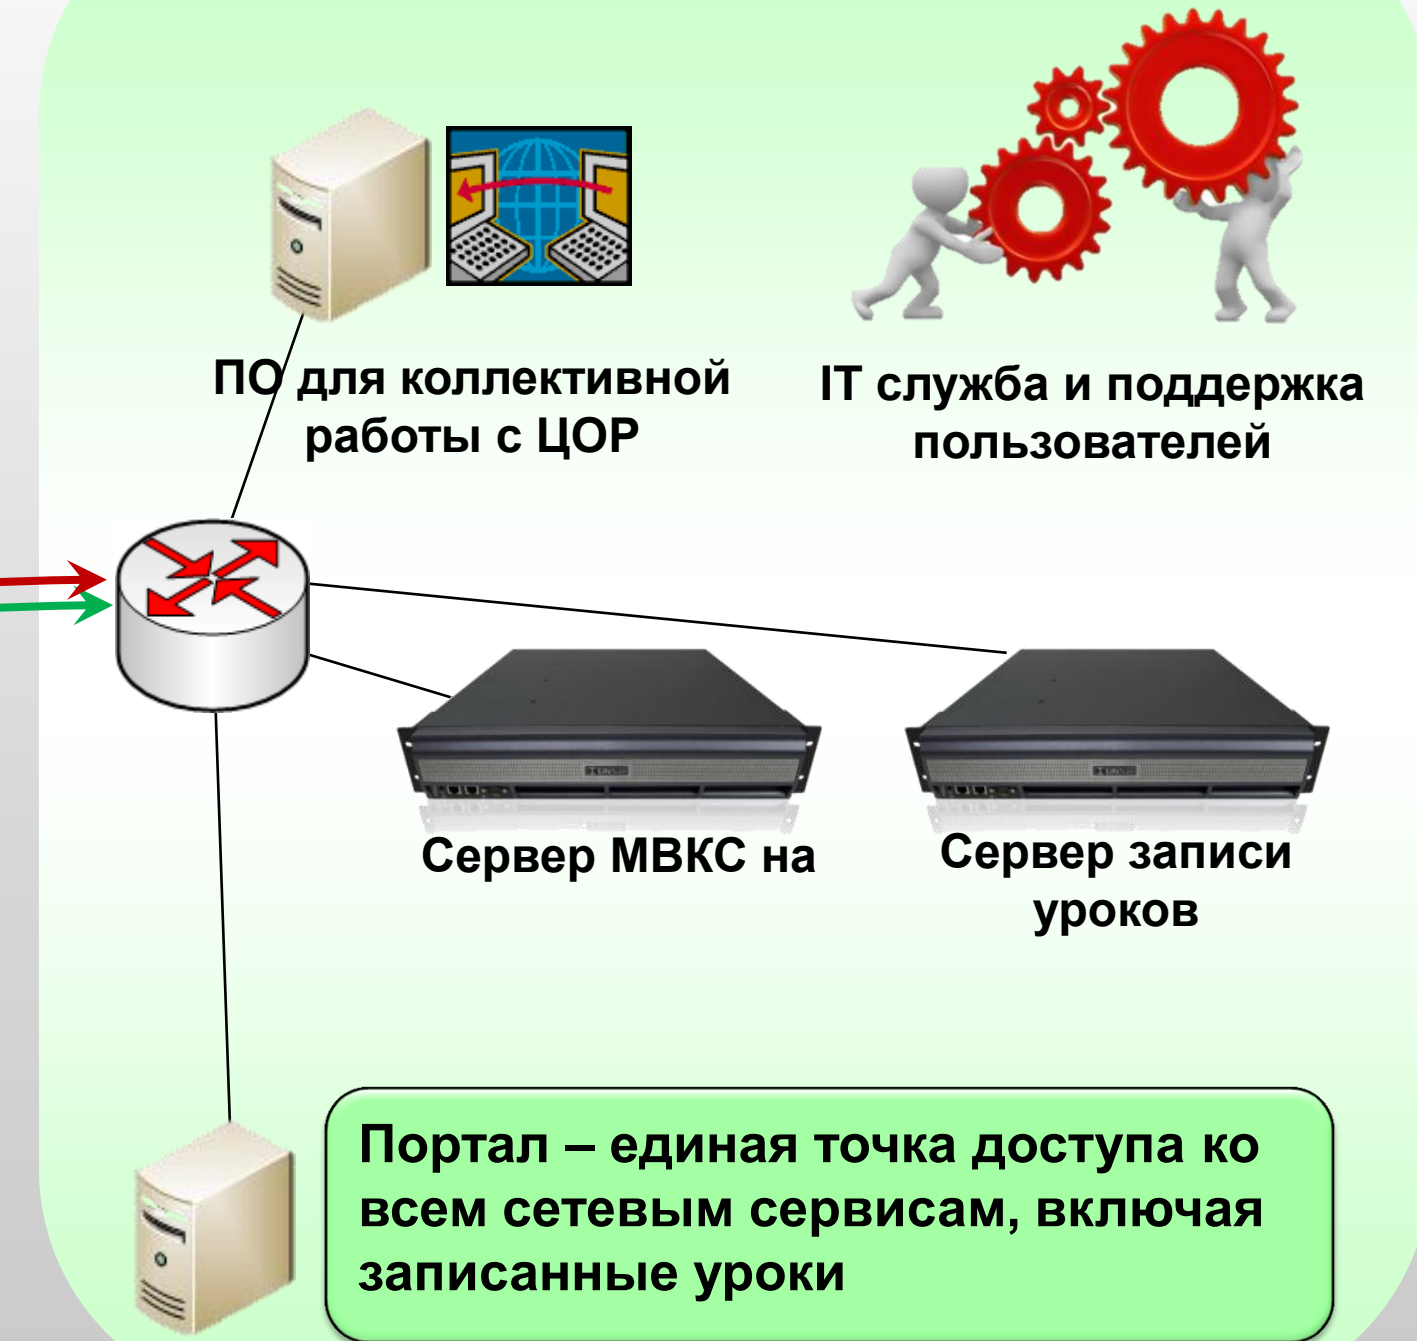 ПО для коллективной
работы с ЦОР
IT служба и поддержка
пользователей
Сервер МВКС на
Сервер записи
уроков
Портал – единая точка доступа ко
всем сетевым сервисам, включая
записанные уроки